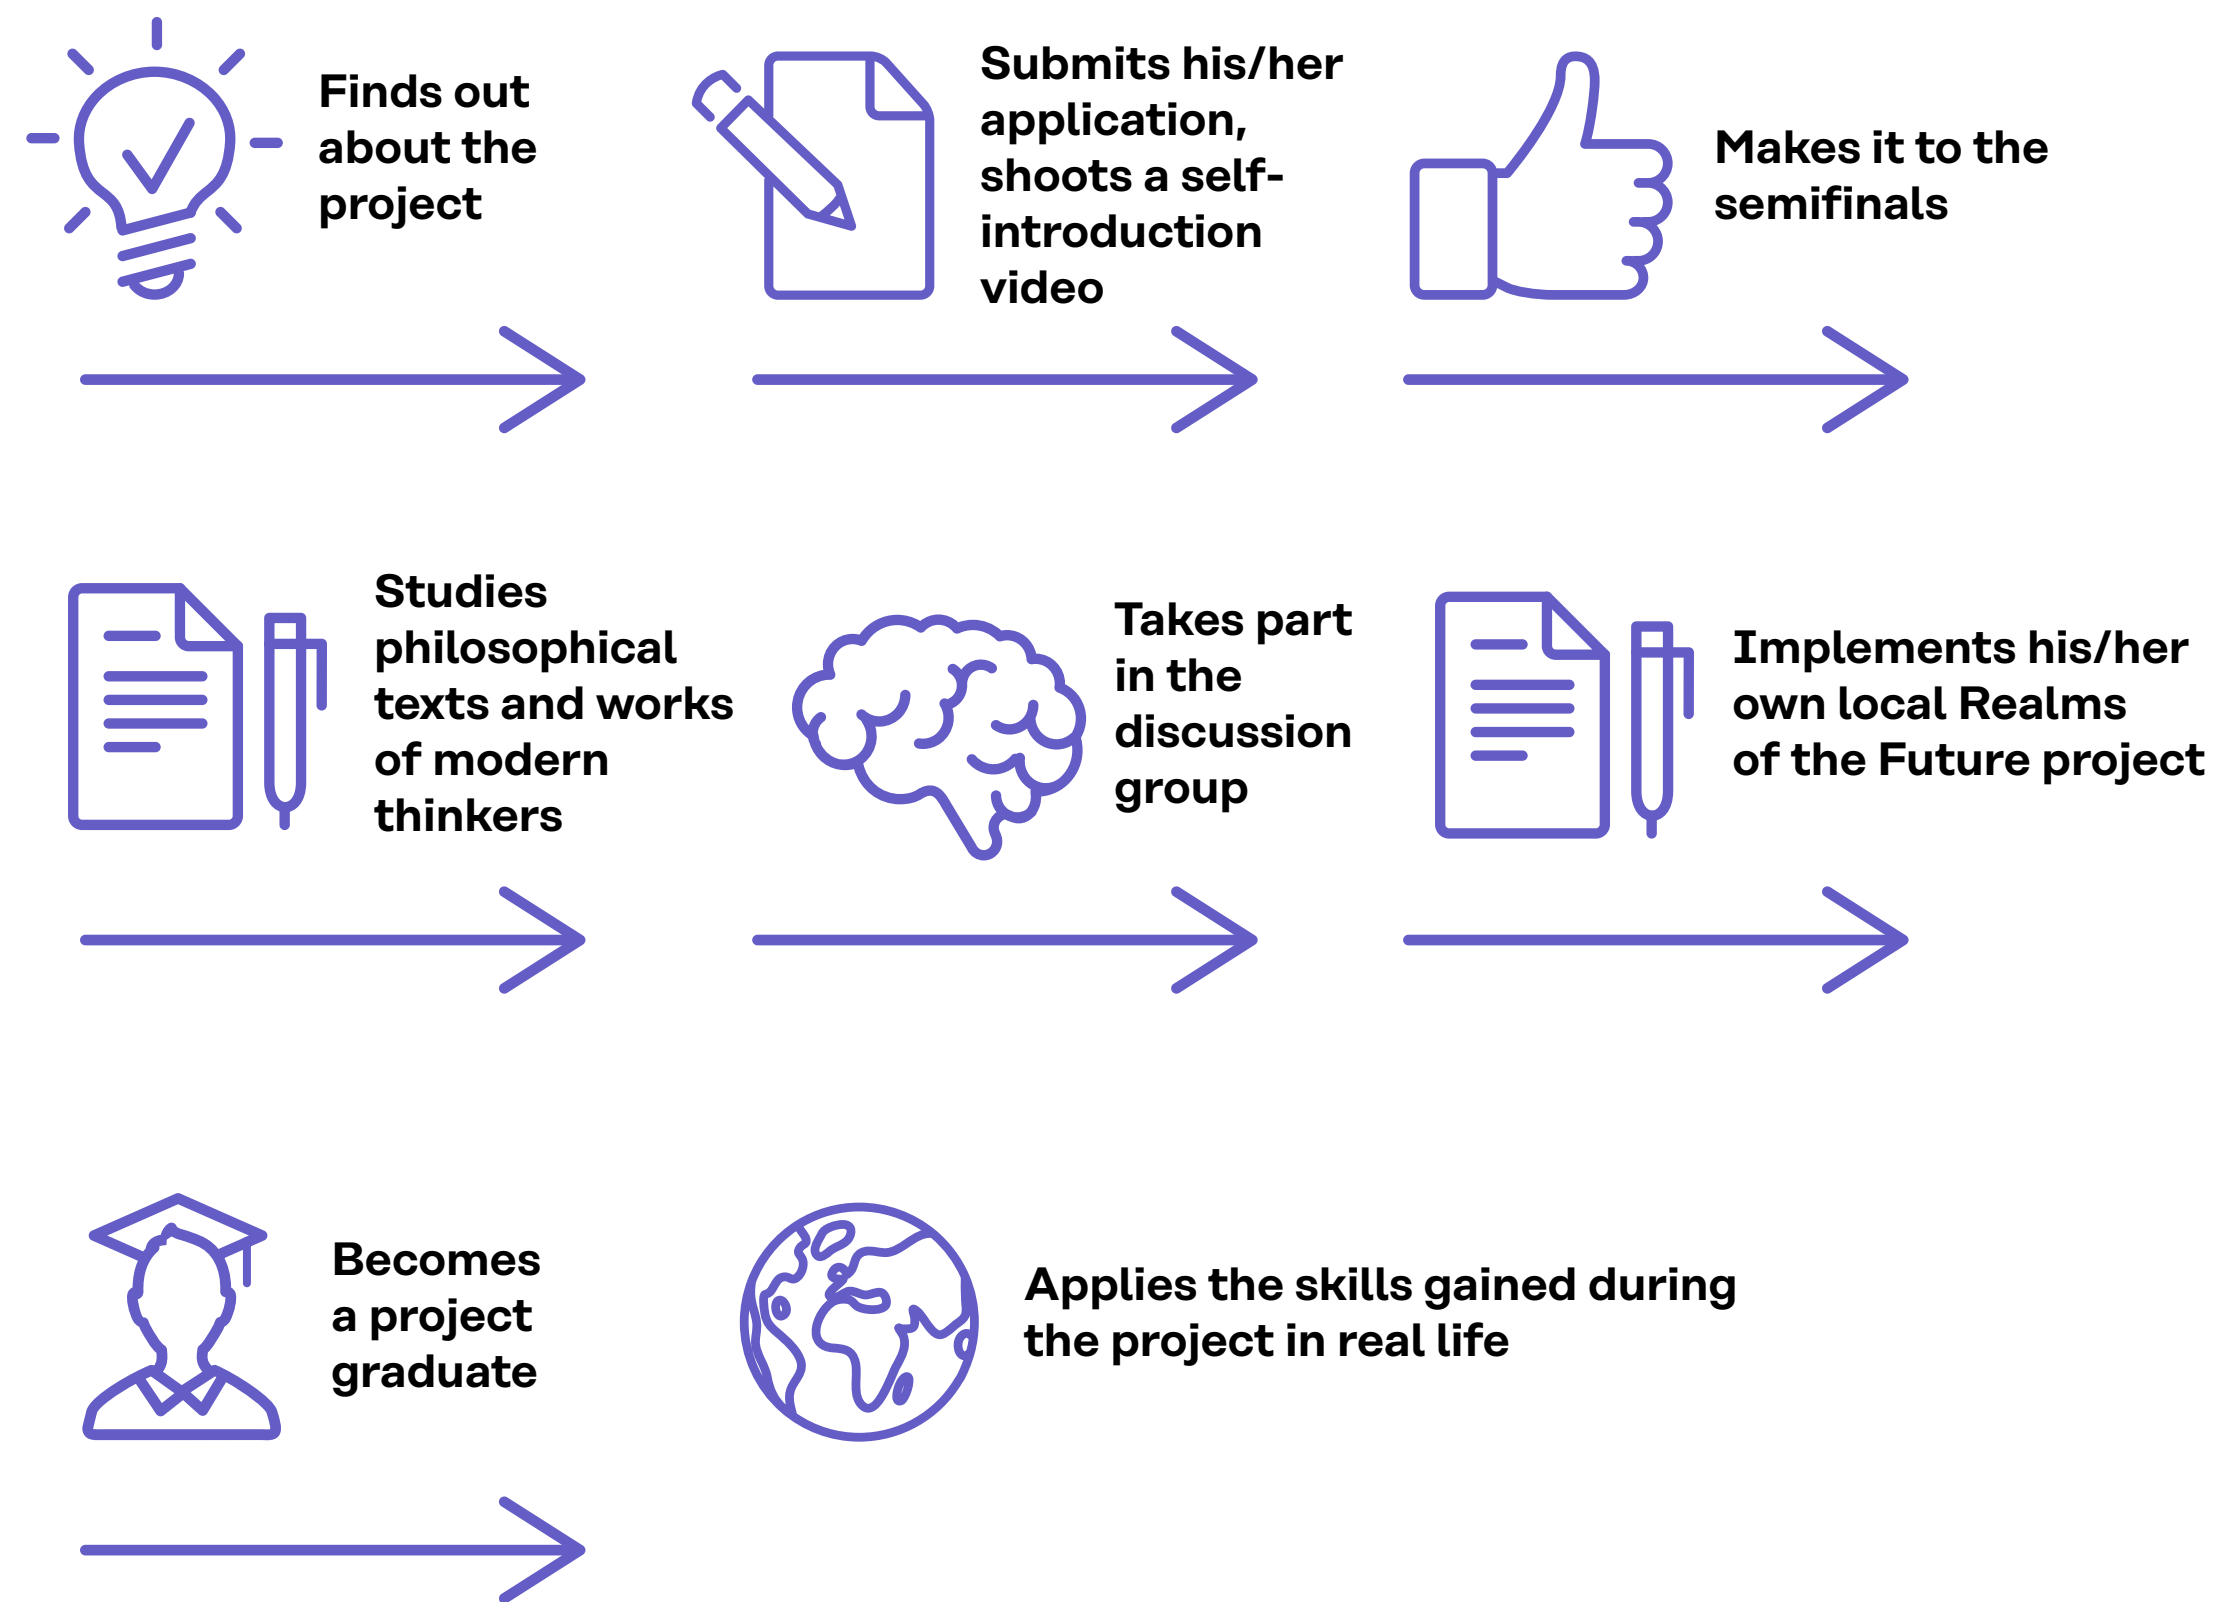 Finds out
about the
project
Submits his/her
application,
shoots a self-
introduction
video
Makes it to the
semifinals
Studies
philosophical
texts and works
of modern
thinkers
Takes part
in the
discussion
group
Implements his/her
own local Realms
of the Future project
Becomes
a project
graduate
Applies the skills gained during
the project in real life